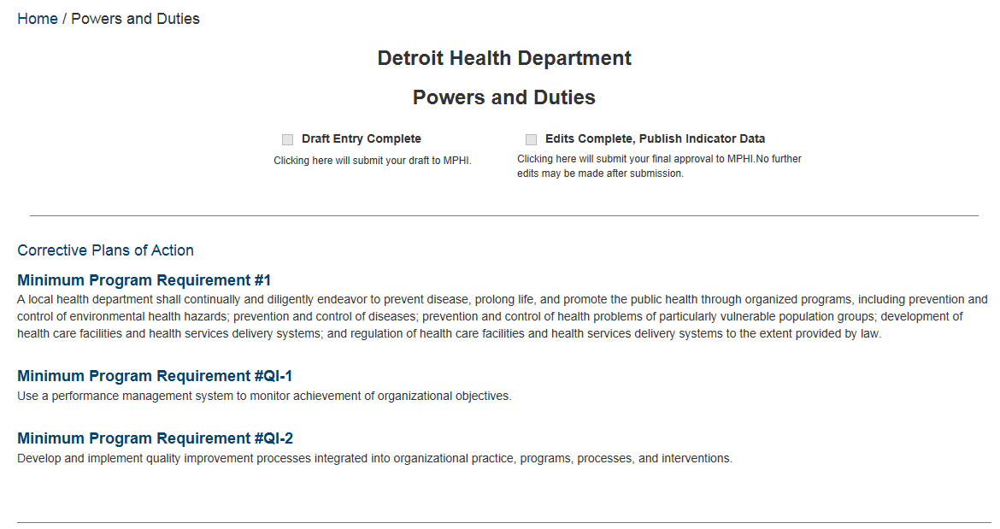 Home / Powers and Duties
Detroit Health Department
Powers and Duties
Draft Entry Complete
Clicking here will submit your draft to MPHI.
Edits Complete, Publish Indicator Data
Clicking here will submit your final approval to MPHI.No further
edits may be made after submission.
Corrective Plans of Action
Minimum Program Requirement #1
A local health department shall continually and diligently endeavor to prevent disease, prolong life, and promote the public health through organized programs, including prevention and
control of environmental health hazards; prevention and control of diseases; prevention and control of health problems of particularly vulnerable population groups; development of
health care facilities and health services delivery systems; and regulation of health care facilities and health services delivery systems to the extent provided by law.
Minimum Program Requirement #QI-1
Use a performance management system to monitor achievement of organizational objectives.
Minimum Program Requirement #QI-2
Develop and implement quality improvement processes integrated into organizational practice, programs, processes, and interventions.